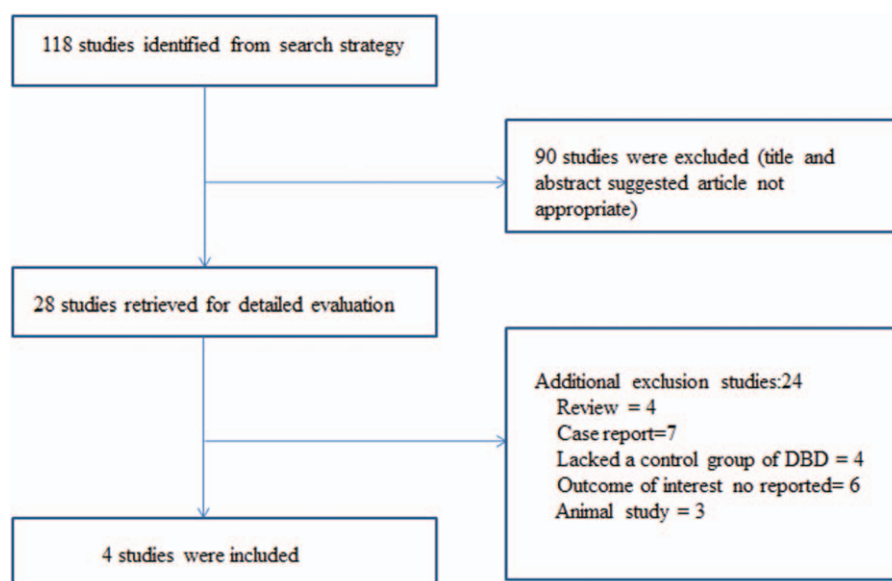 118 studies identified from search strategy
90 studies were excluded (title and
abstract suggested article not
appropriate)
28 studies retrieved for detailed evaluation
Additional exclusion studies:24
Review = 4
Case report=7
Lacked a control group of DBD = 4
Outcome of interest no reported= 6
Animal study = 3
4 studies were included